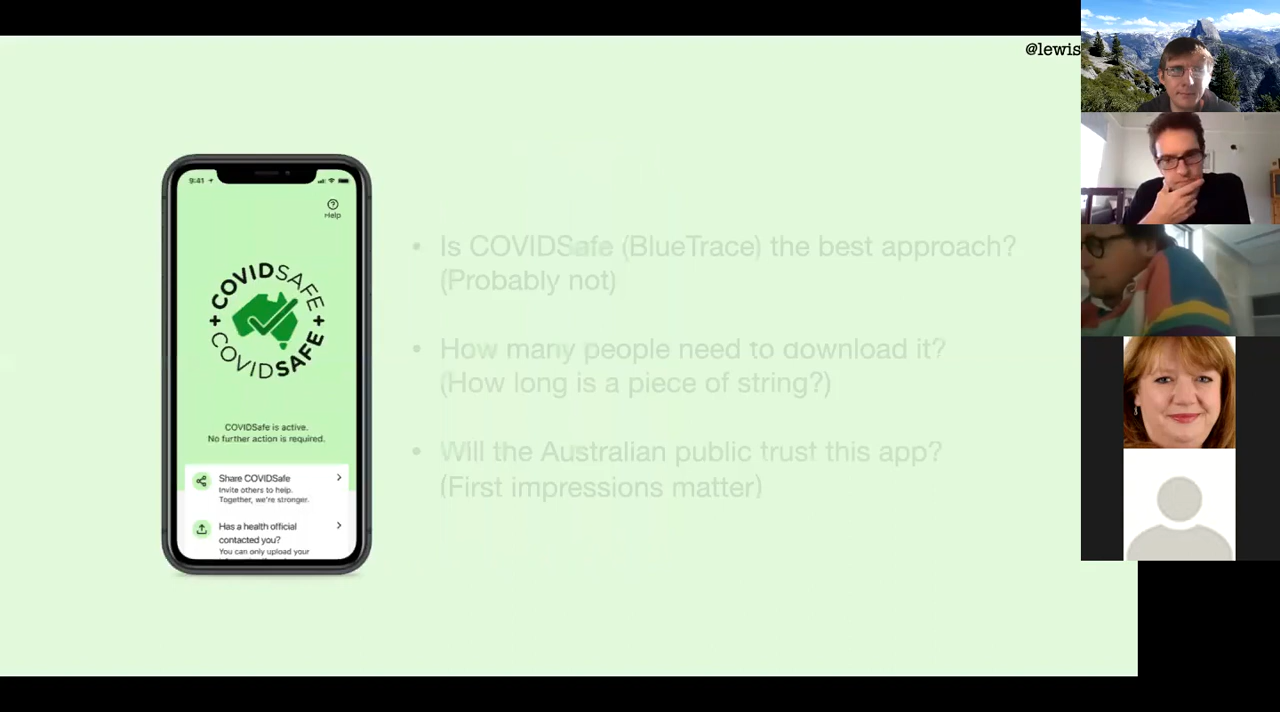 @lewis
9:41
Help
COVIDSAFE
COVIDSAFE
COVIDSafe is active.
No further action is required.
Share COVIDSafe
Invite others to help.
Together, we're stronger.
Has a health official
contacted you?
You can only upload your
• Is COVIDSafe (BlueTrace) the best approach?
(Probably not)
• How many people need to download it?
(How long is a piece of string?)
• Will the Australian public trust this app?
(First impressions matter)